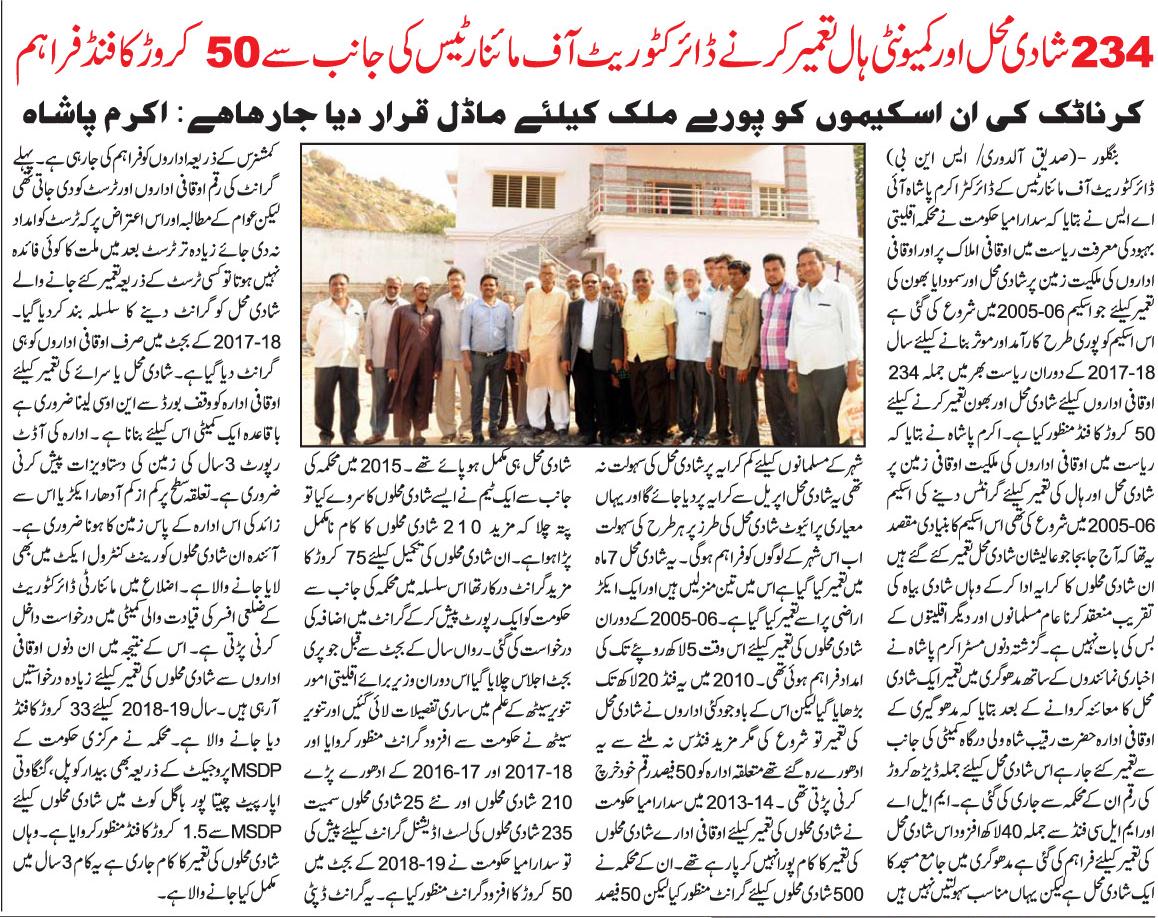 234 شادی محل اور کمیونٹی ہال تعمیر کرنے ڈائرکٹوریٹ آف مائناریٹیس کی جانب سے 50 کروڑ کا فنڈ فراہم
کرناٹک کی ان اسکیموں کو پورے ملک کیلئے ماڈل قرار دیا جارہاہے: اکرم پاشاہ
بنگلور -(صدیق آلدوری/ ایس این بی)
ڈائرکٹوریٹ آف مائناریٹیس کے ڈائرکٹر اکرم پاشاہ آئی
اے ایس نے بتایا کہ سدارامیا حکومت نے محکمہ اقلیتی
بہبود کی معرفت ریاست میں اوقافی املاک پر اور اوقافی
اداروں کی ملکیت زمین پر شادی محل اور سمودایا بھون کی
تعمیر کیلئے جو اسکیم 06-2005 میں شروع کی گئی ہے
اس اسکیم کو پوری طرح کارآمد اور موثر بنانے کیلئے سال
18-2017 کے دوران ریاست بھر میں جملہ 234
اوقافی اداروں کیلئے شادی محل اور بھون تعمیر کرنے کیلئے
50 کروڑ کا فنڈ منظور کیا ہے۔ اکرم پاشاہ نے بتایا کہ
ریاست میں اوقافی اداروں کی ملکیت اوقافی زمین پر
شادی محل اور ہال کی تعمیر کیلئے گرانٹس دینے کی اسکیم
06-2005 میں شروع کی تھی اس اسکیم کا بنیادی مقصد
یہ تھا کہ آج جا بجا جو عالیشان شادی محل تعمیر کئے گئے ہیں
ان شادی محلوں کا کرایہ ادا کر کے وہاں شادی بیاہ کی
تقریب منعقد کرنا عام مسلمانوں اور دیگر اقلیتوں کے
بس کی بات نہیں ہے۔ گزشتہ دنوں مسٹر اکرم پاشاہ نے
اخباری نمائندوں کے ساتھ مدھوگری میں تعمیر ایک شادی
محل کا معائنہ کروانے کے بعد بتایا کہ مدھوگیری کے
اوقافی ادارہ حضرت رقیب شاہ ولی درگاہ کمیٹی کی جانب
سے تعمیر کئے جارہے اس شادی محل کیلئے جملہ ڈیڑھ کروڑ
کی رقم ان کے محکمہ سے جاری کی گئی ہے۔ ایم ایل اے
اور ایم ایل سی فنڈ سے جملہ 40 لاکھ افزود اس شادی محل
کی تعمیر کیلئے فراہم کی گئی ہے مدھوگری میں جامع مسجد کا
ایک شادی محل ہے لیکن یہاں مناسب سہولتیں نہیں ہیں
شہر کے مسلمانوں کیلئے کم کرایہ پر شادی محل کی سہولت نہ
تھی یہ شادی محل اپریل سے کرایہ پر دیا جائے گا اور یہاں
معیاری پرائیوٹ شادی محل کی طرز پر ہر طرح کی سہولت
اب اس شہر کے لوگوں کو فراہم ہوگی۔ یہ شادی محل 7 ماہ
میں تعمیر کیا گیا ہے اس میں تین منزلیں ہیں اور ایک ایکڑ
اراضی پر اسے تعمیر کیا گیا ہے۔ 06-2005 کے دوران
شادی محلوں کی تعمیر کیلئے اس وقت 5 لاکھ روپئے تک کی
امداد فراہم ہوئی تھی۔ 2010 میں یہ فنڈ 20 لاکھ تک
بڑھایا گیا لیکن اس کے باوجود کئی اداروں نے شادی محل
کی تعمیر تو شروع کی مگر مزید فنڈس نہ ملنے سے یہ
ادھورے رہ گئے تھے متعلقہ ادارہ کو 50 فیصد رقم خود خرچ
کرنی پڑتی تھی۔ 14-2013 میں سدارامیا حکومت
نے شادی محل کی تعمیر کیلئے اوقافی ادارے شادی محلوں
کی تعمیر کا کام پورا نہیں کر پارہے تھے۔ ان کے محکمہ نے
500 شادی محلوں کیلئے گرانٹ منظور کیا لیکن 50 فیصد
شادی محل ہی مکمل ہوپائے تھے۔ 2015 میں محکمہ کی
جانب سے ایک ٹیم نے ایسے شادی محلوں کا سروے کیا تو
پتہ چلا کہ مزید 210 شادی محلوں کا کام نامکمل
پڑا ہوا ہے۔ ان شادی محلوں کی تکمیل کیلئے 75 کروڑ کا
مزید گرانٹ درکار تھا اس سلسلہ میں محکمہ کی جانب سے
حکومت کو ایک رپورٹ پیش کر کے گرانٹ میں اضافہ کی
درخواست کی گئی۔ رواں سال کے بجٹ سے قبل جو پری
بجٹ اجلاس چلایا گیا اس دوران وزیر برائے اقلیتی امور
تنویر سیٹھ کے علم میں ساری تفصیلات لائی گئیں اور تنویر
سیٹھ نے حکومت سے افزود گرانٹ منظور کروایا اور
18-2017 اور 17-2016 کے ادھورے پڑے
210 شادی محلوں اور نئے 25 شادی محلوں سمیت
235 شادی محلوں کی لسٹ اڈیشنل گرانٹ کیلئے پیش کی
تو سدارامیا حکومت نے 19-2018 کے بجٹ میں
50 کروڑ کا افزود گرانٹ منظور کیا ہے۔ یہ گرانٹ ڈپٹی
کمشنرس کے ذریعہ اداروں کو فراہم کی جارہی ہے۔ پہلے
گرانٹ کی رقم اوقافی اداروں اور ٹرسٹ کو دی جاتی تھی
لیکن عوام کے مطالبہ اور اس اعتراض پر کہ ٹرسٹ کو امداد
نہ دی جائے زیادہ تر ٹرسٹ بعد میں ملت کا کوئی فائدہ
نہیں ہوتا تو کسی ٹرسٹ کے ذریعہ تعمیر کئے جانے والے
شادی محل کو گرانٹ دینے کا سلسلہ بند کر دیا گیا۔
18-2017 کے بجٹ میں صرف اوقافی اداروں کو ہی
گرانٹ دیا گیا ہے۔ شادی محل یا سرائے کی تعمیر کیلئے
اوقافی ادارہ کو وقف بورڈ سے این او سی لینا ضروری ہے
باقاعدہ ایک کمیٹی اس کیلئے بنانا ہے۔ ادارہ کی آڈٹ
رپورٹ 3 سال کی زمین کی دستاویزات پیش کرنی
ضروری ہے۔ تعلقہ سطح پر کم از کم آدھا ایکڑ یا اس سے
زائد کی اس ادارہ کے پاس زمین کا ہونا ضروری ہے۔
آئندہ ان شادی محلوں کو رینٹ کنٹرول ایکٹ میں بھی
لایا جانے والا ہے۔ اضلاع میں مائنارٹی ڈائرکٹوریٹ
کے ضلعی افسر کی قیادت والی کمیٹی میں درخواست داخل
کرنی پڑتی ہے۔ اس کے نتیجہ میں ان دنوں اوقافی
اداروں سے شادی محلوں کی تعمیر کیلئے زیادہ درخواستیں
آرہی ہیں۔ سال 19-2018 کیلئے 33 کروڑ کا فنڈ
دیا جانے والا ہے۔ محکمہ نے مرکزی حکومت کے
MSDP پروجیکٹ کے ذریعہ بھی بیدار کوپل، گنگاوتی
اپارپیٹ چیتا پور باگل کوٹ میں شادی محلوں کیلئے
MSDP سے 1.5 کروڑ کا فنڈ منظور کروایا ہے۔ وہاں
شادی محلوں کی تعمیر کا کام جاری ہے یہ کام 3 سال میں
مکمل کیا جانے والا ہے۔